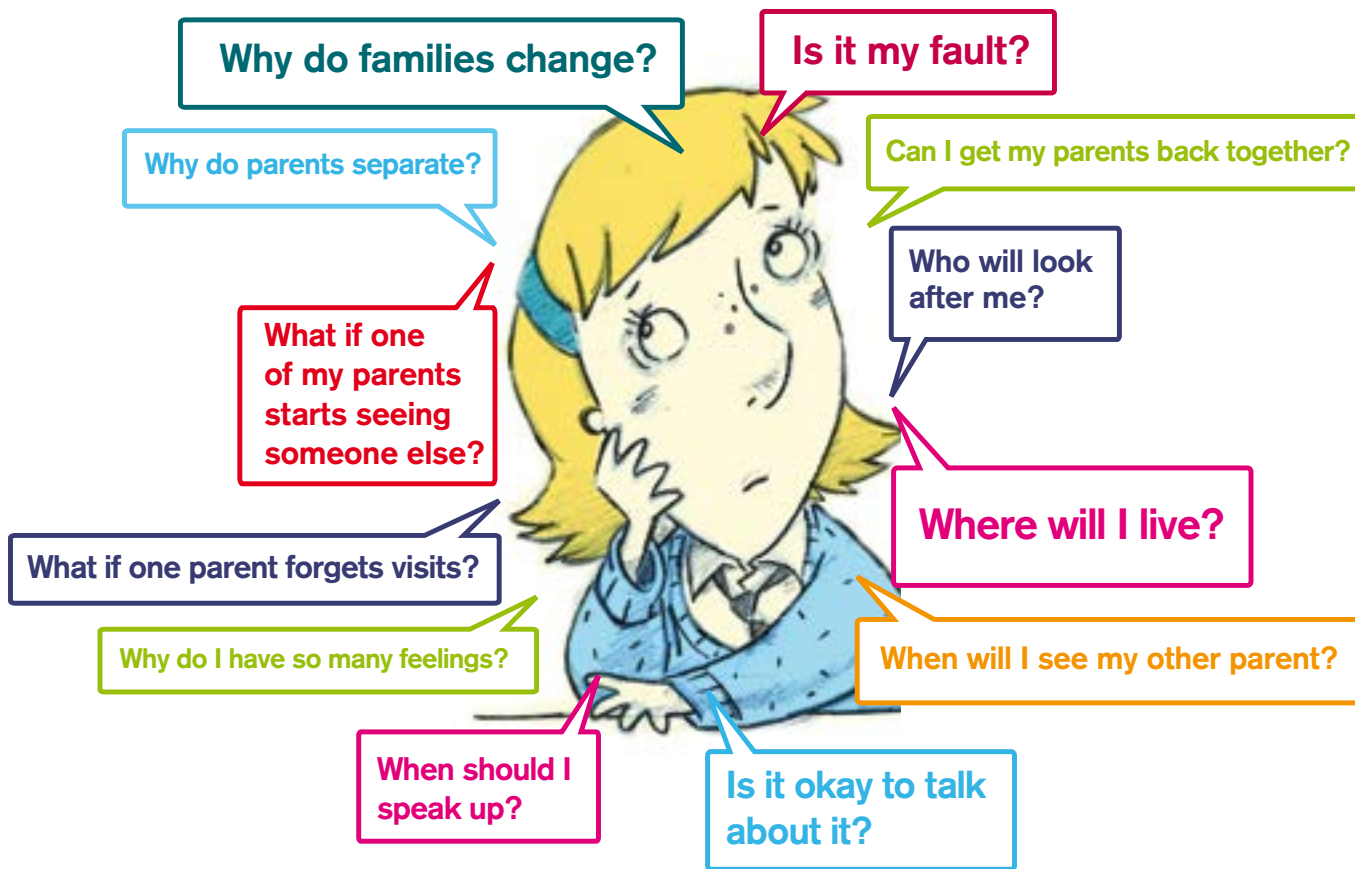 Why do families change?
Is it my fault?
Why do parents separate?
Can I get my parents back together?
Who will look
after me?
What if one
of my parents
starts seeing
someone else?
Where will I live?
What if one parent forgets visits?
Why do I have so many feelings?
When will I see my other parent?
When should I
speak up?
Is it okay to talk
about it?